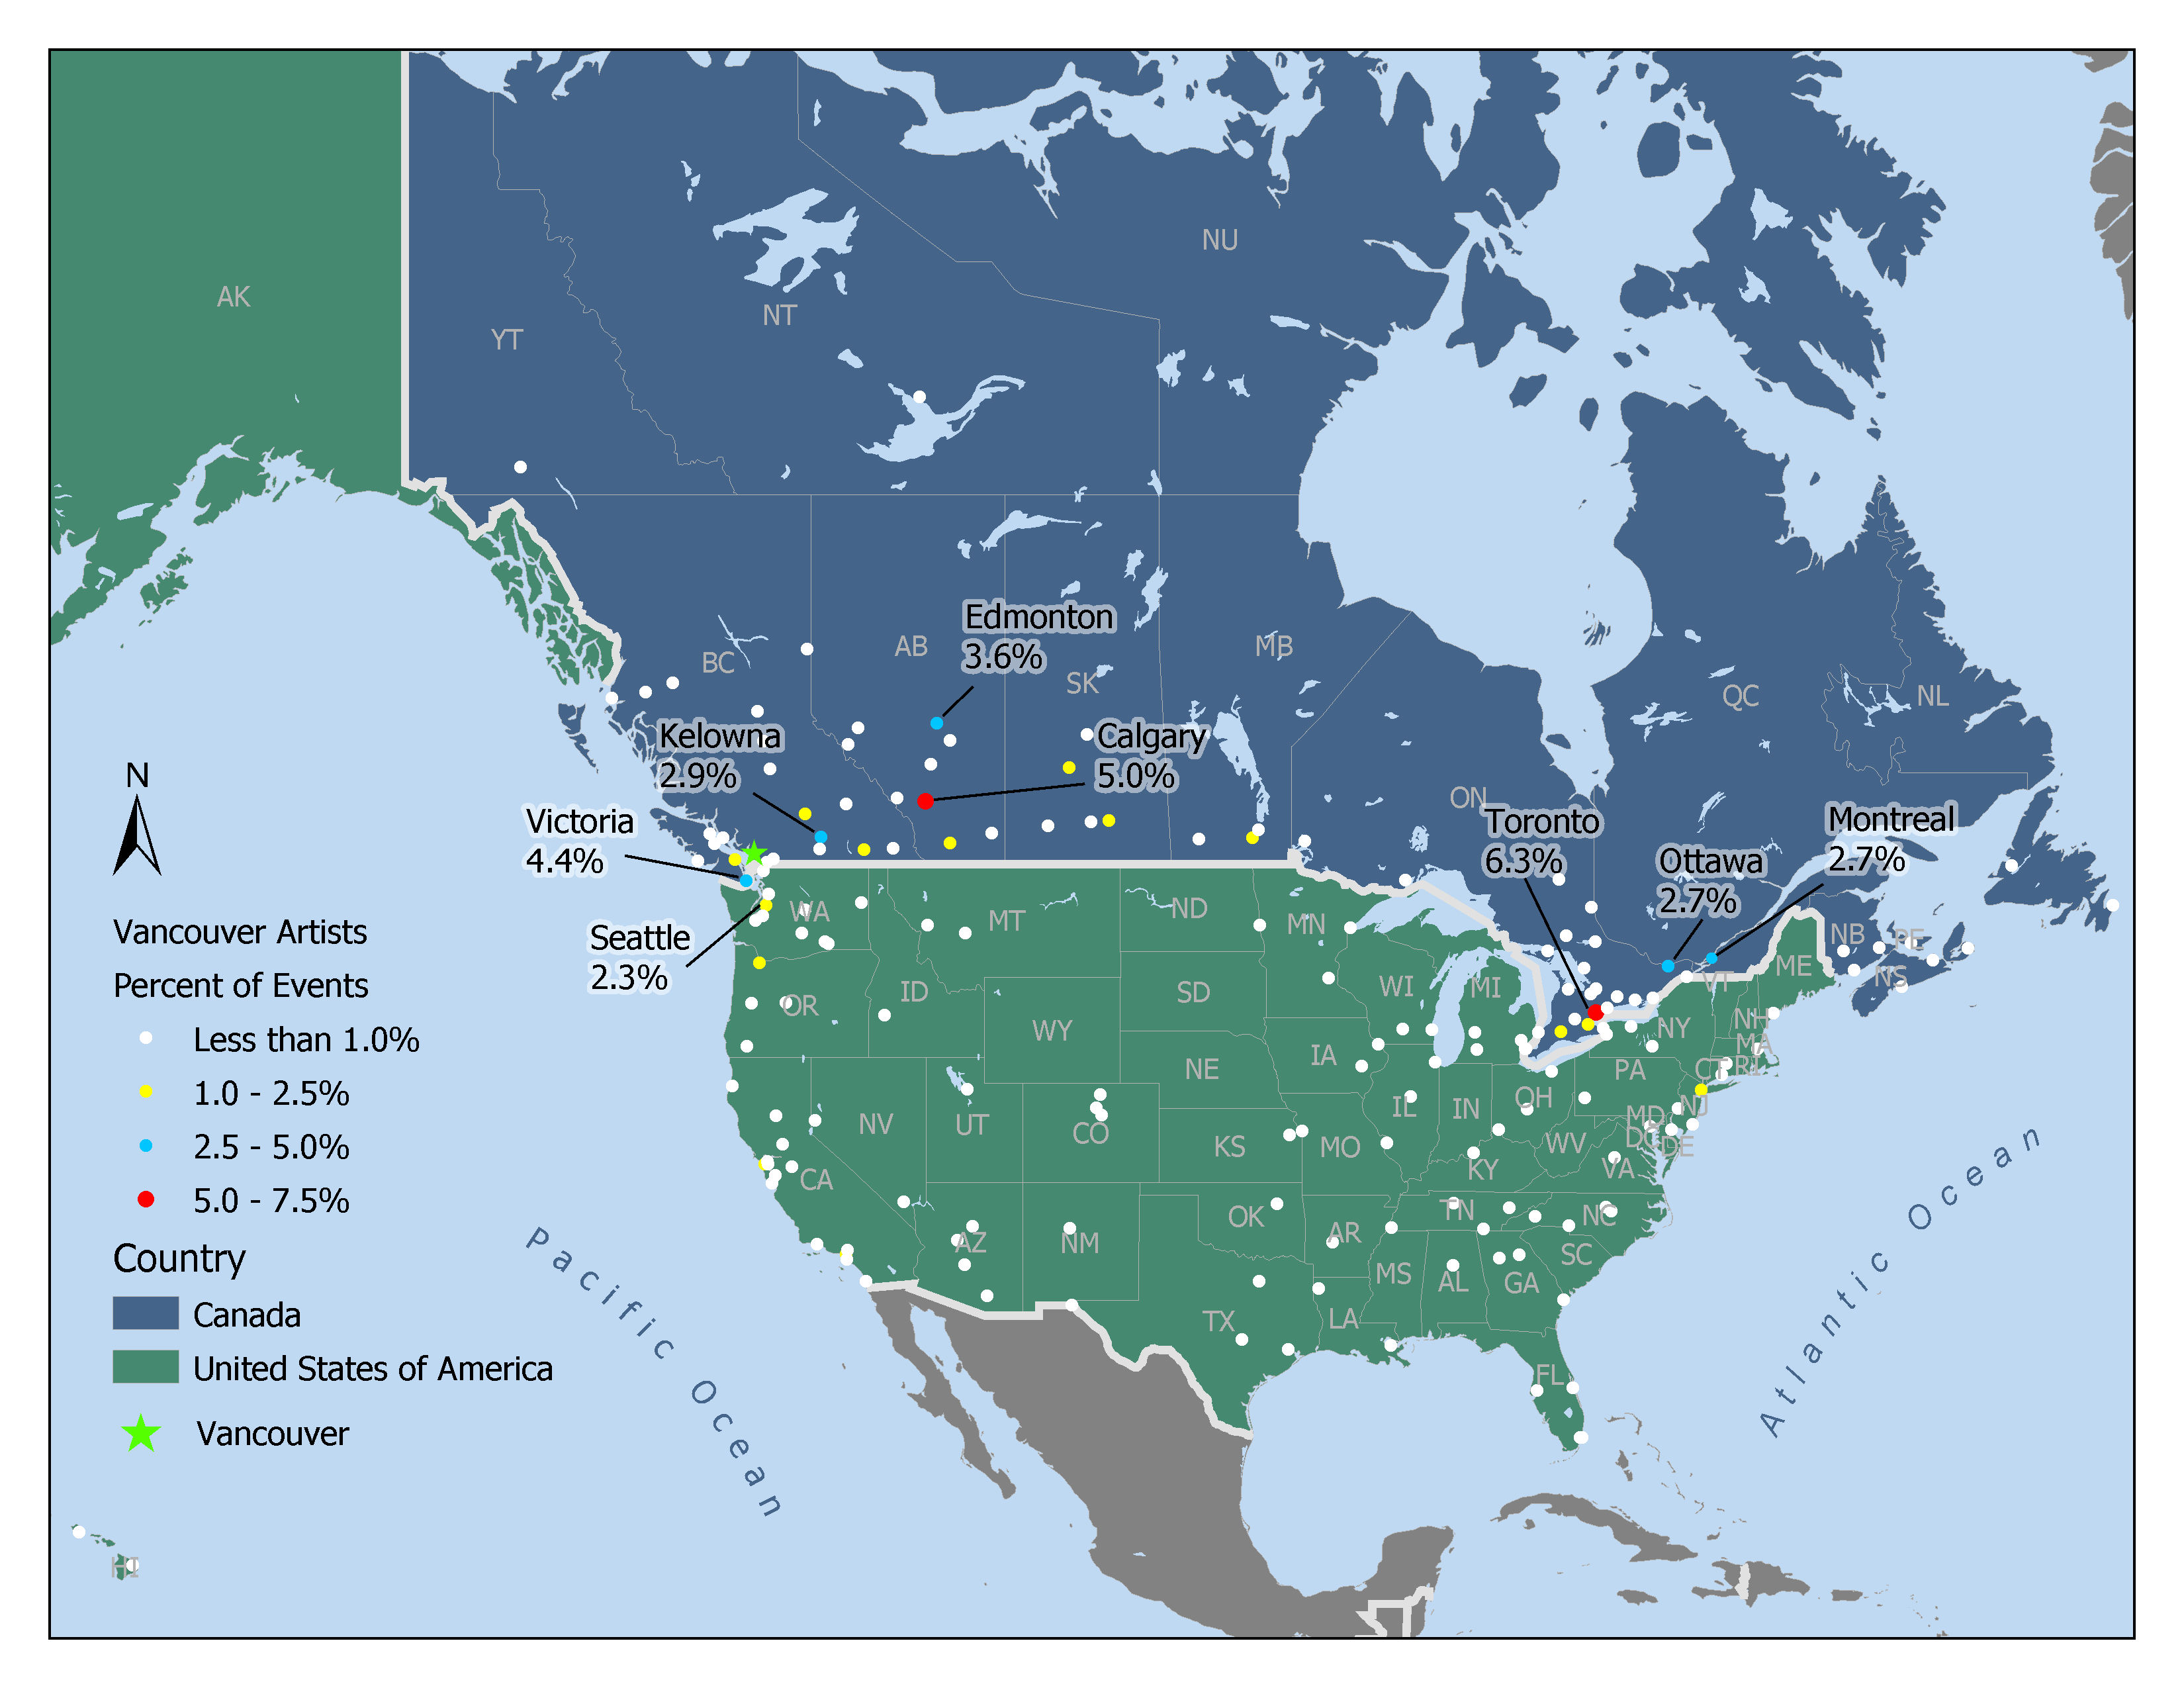 AK
YT
NT
NU
BC
AB
SK
MB
ON
QC
NL
NB
PE
NS
Edmonton
3.6%
Kelowna
2.9%
Calgary
5.0%
Victoria
4.4%
Seattle
2.3%
Toronto
6.3%
Ottawa
2.7%
Montreal
2.7%
WA
MT
ND
MN
OR
ID
WY
SD
WI
MI
VT
ME
NH
NY
MA
CT
RI
NV
UT
CO
NE
IA
IL
IN
OH
PA
NJ
MD
DC
DE
CA
KS
MO
KY
WV
VA
AZ
NM
OK
AR
TN
NC
TX
LA
MS
AL
GA
SC
FL
HI
Pacific Ocean
Atlantic Ocean
N
Vancouver Artists
Percent of Events
Less than 1.0%
1.0 - 2.5%
2.5 - 5.0%
5.0 - 7.5%
Country
Canada
United States of America
Vancouver